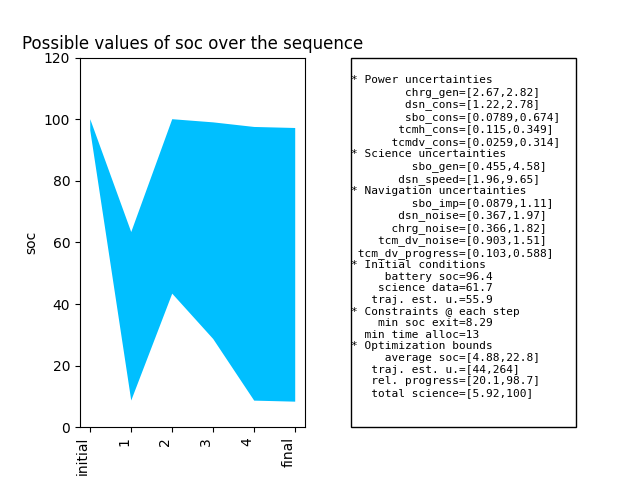 Possible values of soc over the sequence
120
100
80
60
40
20
0
soc
initial
1
2
3
4
final
* Power uncertainties
chrg_gen=[2.67,2.82]
dsn_cons=[1.22,2.78]
sbo_cons=[0.0789,0.674]
tcmh_cons=[0.115,0.349]
tcmdv_cons=[0.0259,0.314]
* Science uncertainties
sbo_gen=[0.455,4.58]
dsn_speed=[1.96,9.65]
* Navigation uncertainties
sbo_imp=[0.0879,1.11]
dsn_noise=[0.367,1.97]
chrg_noise=[0.366,1.82]
tcm_dv_noise=[0.903,1.51]
tcm_dv_progress=[0.103,0.588]
* Initial conditions
battery soc=96.4
science data=61.7
traj. est. u.=55.9
* Constraints @ each step
min soc exit=8.29
min time alloc=13
* Optimization bounds
average soc=[4.88,22.8]
traj. est. u.=[44,264]
rel. progress=[20.1,98.7]
total science=[5.92,100]